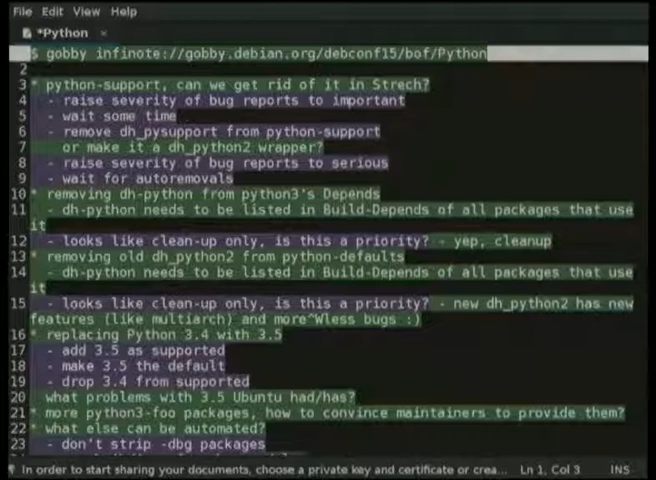 File Edit View Help
*Python ×
$ gobby infinote://gobby.debian.org/debconf15/bof/Python
2
3 * python-support, can we get rid of it in Strech?
4 - raise severity of bug reports to important
5 - wait some time
6 - remove dh_pysupport from python-support
7 or make it a dh_python2 wrapper?
8 - raise severity of bug reports to serious
9 - wait for autoremovals
10 * removing dh-python from python3's Depends
11 - dh-python needs to be listed in Build-Depends of all packages that use
it
12 - looks like clean-up only, is this a priority? - yep, cleanup
13 * removing old dh_python2 from python-defaults
14 - dh-python needs to be listed in Build-Depends of all packages that use
it
15 - looks like clean-up only, is this a priority? - new dh_python2 has new
features (like multiarch) and more^Wless bugs :)
16 * replacing Python 3.4 with 3.5
17 - add 3.5 as supported
18 - make 3.5 the default
19 - drop 3.4 from supported
20 what problems with 3.5 Ubuntu had/has?
21 * more python3-foo packages, how to convince maintainers to provide them?
22 * what else can be automated?
23 - don't strip -dbg packages
In order to start sharing your documents, choose a private key and certificate or crea... Ln 1, Col 3 INS